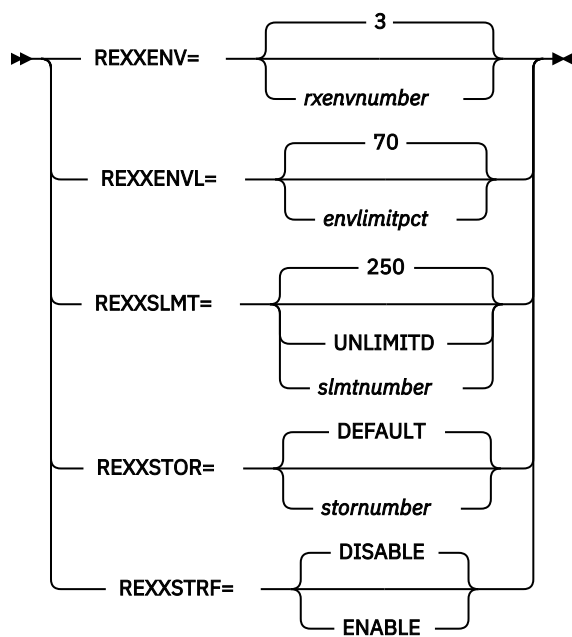 3
REXXENV=
rxenvnumber
70
REXXENVL=
envlimitpct
250
REXXSLMT=
UNLIMITD
slmtnumber
DEFAULT
REXXSTOR=
stornumber
DISABLE
REXXSTRF=
ENABLE